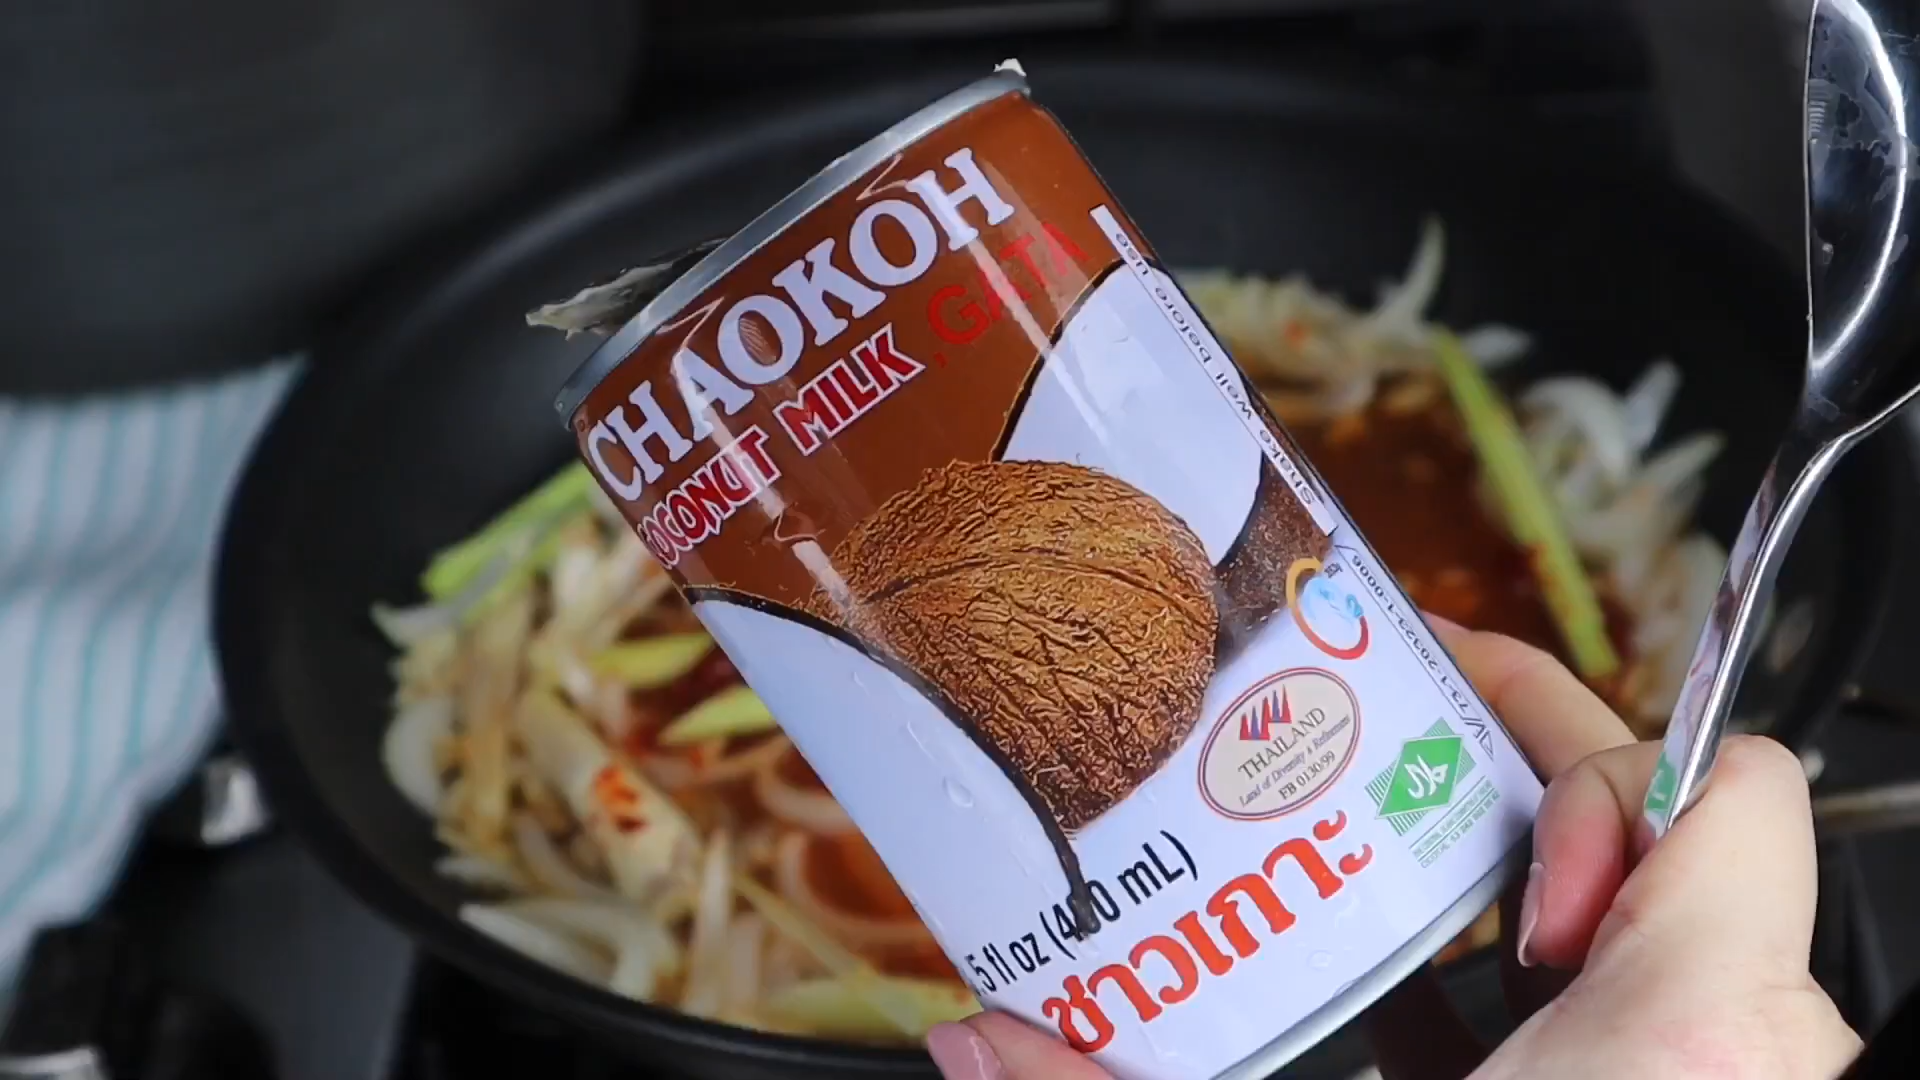 CHAOKOH
COCONUT MILK, GATA
Shake well before use
THAILAND
Land of Diversity & Refinement
FB 0130/99
.5 fl oz (400 mL)
ชาวเกาะ